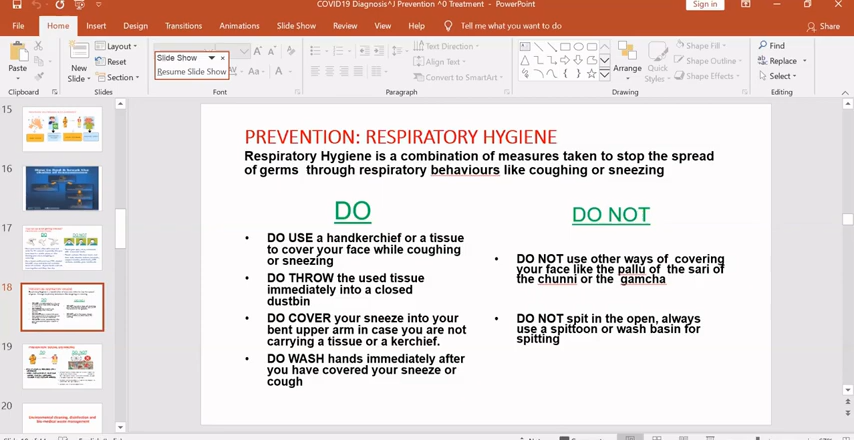 COVID19 Diagnosis^J Prevention ^0 Treatment - PowerPoint
Sign in
File Home Insert Design Transitions Animations Slide Show Review View Help Tell me what you want to do
Share
Paste
Clipboard
New Slide
Layout
Reset
Section
Slides
Slide Show
Resume Slide Show
Font
Paragraph
Text Direction
Align Text
Convert to SmartArt
Arrange
Quick Styles
Shape Fill
Shape Outline
Shape Effects
Drawing
Find
Replace
Select
Editing
15
16
17
18
19
20
PREVENTION: RESPIRATORY HYGIENE
Respiratory Hygiene is a combination of measures taken to stop the spread
of germs through respiratory behaviours like coughing or sneezing
DO
• DO USE a handkerchief or a tissue
to cover your face while coughing
or sneezing
• DO THROW the used tissue
immediately into a closed
dustbin
• DO COVER your sneeze into your
bent upper arm in case you are not
carrying a tissue or a kerchief.
• DO WASH hands immediately after
you have covered your sneeze or
cough
DO NOT
• DO NOT use other ways of covering
your face like the pallu of the sari of
the chunni or the gamcha
• DO NOT spit in the open, always
use a spittoon or wash basin for
spitting